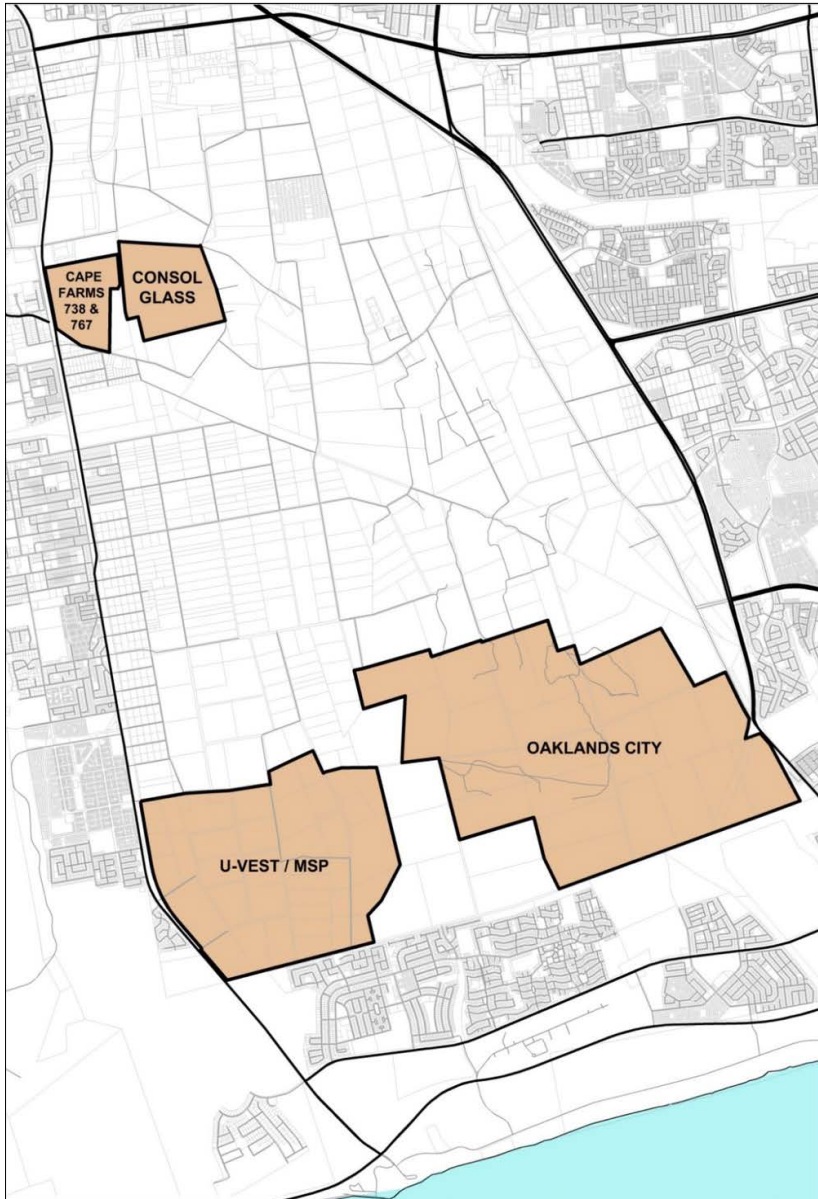 CAPE
FARMS
738 &
767
CONSOL
GLASS
OAKLANDS CITY
U-VEST / MSP